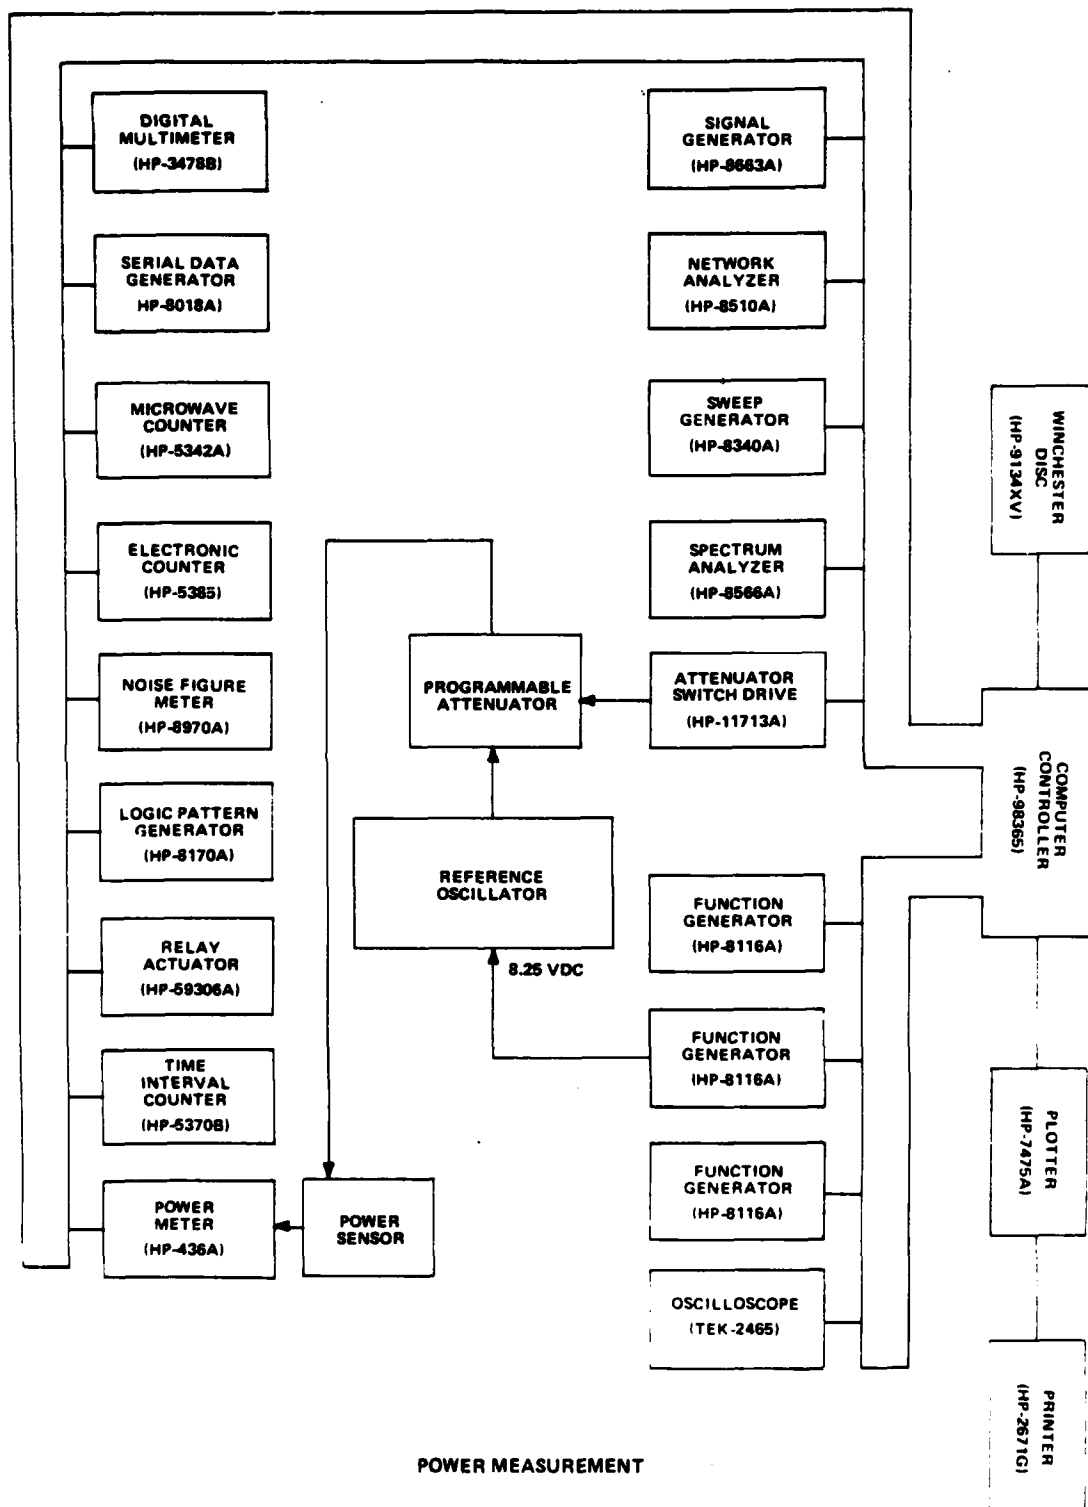 DIGITAL
MULTIMETER
(HP-3478B)
SERIAL DATA
GENERATOR
HP-8018A)
MICROWAVE
COUNTER
(HP-5342A)
ELECTRONIC
COUNTER
(HP-5385)
NOISE FIGURE
METER
(HP-8970A)
LOGIC PATTERN
GENERATOR
(HP-8170A)
RELAY
ACTUATOR
(HP-59306A)
TIME
INTERVAL
COUNTER
(HP-5370B)
POWER
METER
(HP-436A)
POWER
SENSOR
PROGRAMMABLE
ATTENUATOR
REFERENCE
OSCILLATOR
8.25 VDC
SIGNAL
GENERATOR
(HP-8663A)
NETWORK
ANALYZER
(HP-8510A)
SWEEP
GENERATOR
(HP-8340A)
SPECTRUM
ANALYZER
(HP-8566A)
ATTENUATOR
SWITCH DRIVE
(HP-11713A)
FUNCTION
GENERATOR
(HP-8116A)
FUNCTION
GENERATOR
(HP-8116A)
FUNCTION
GENERATOR
(HP-8116A)
OSCILLOSCOPE
(TEK-2465)
WINCHESTER
DISC
(HP-9134XV)
COMPUTER
CONTROLLER
(HP-98365)
PLOTTER
(HP-7475A)
PRINTER
(HP-2671G)
POWER MEASUREMENT